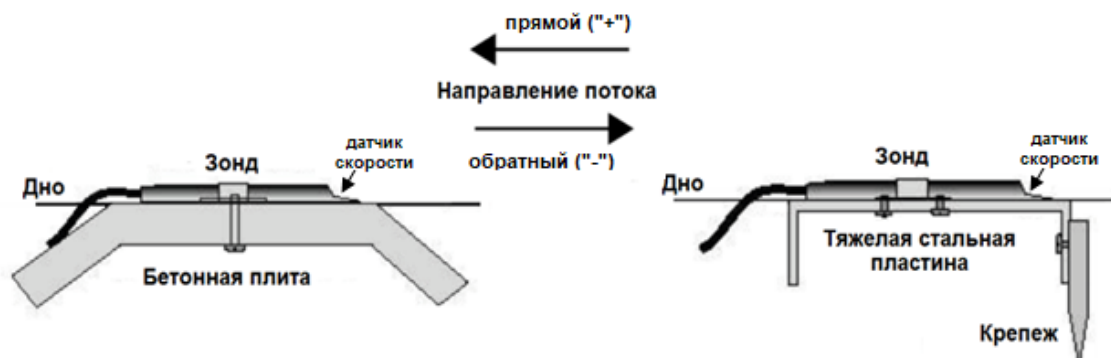 прямой ("+")
Направление потока
обратный ("-")
датчик
скорости
Зонд
Дно
Бетонная плита
датчик
скорости
Зонд
Дно
Тяжелая стальная
пластина
Крепеж